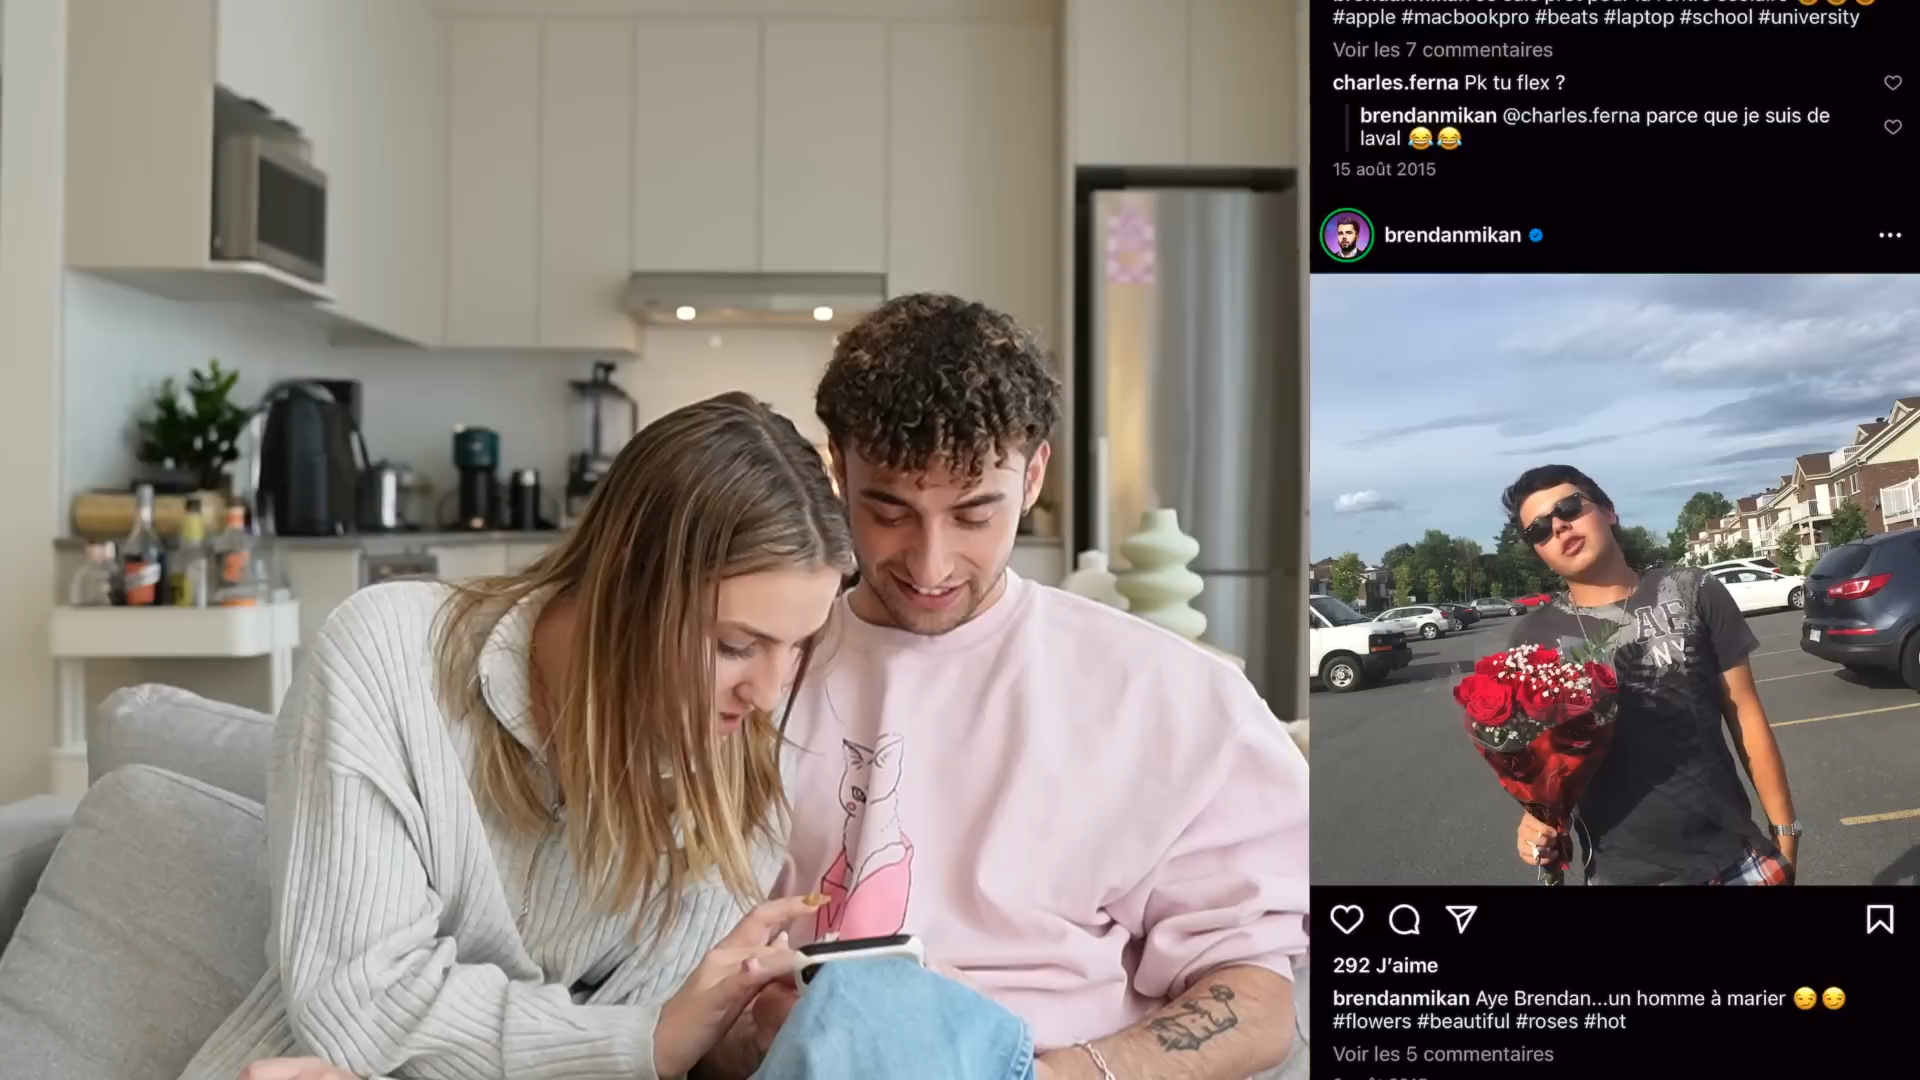 #apple #macbookpro #beats #laptop #school #university
Voir les 7 commentaires
charles.ferna Pk tu flex ?
brendanmikan @charles.ferna parce que je suis de
laval 😂😂
15 août 2015
brendanmikan
AE
NY
292 J’aime
brendanmikan Aye Brendan...un homme à marier 😏😏
#flowers #beautiful #roses #hot
Voir les 5 commentaires